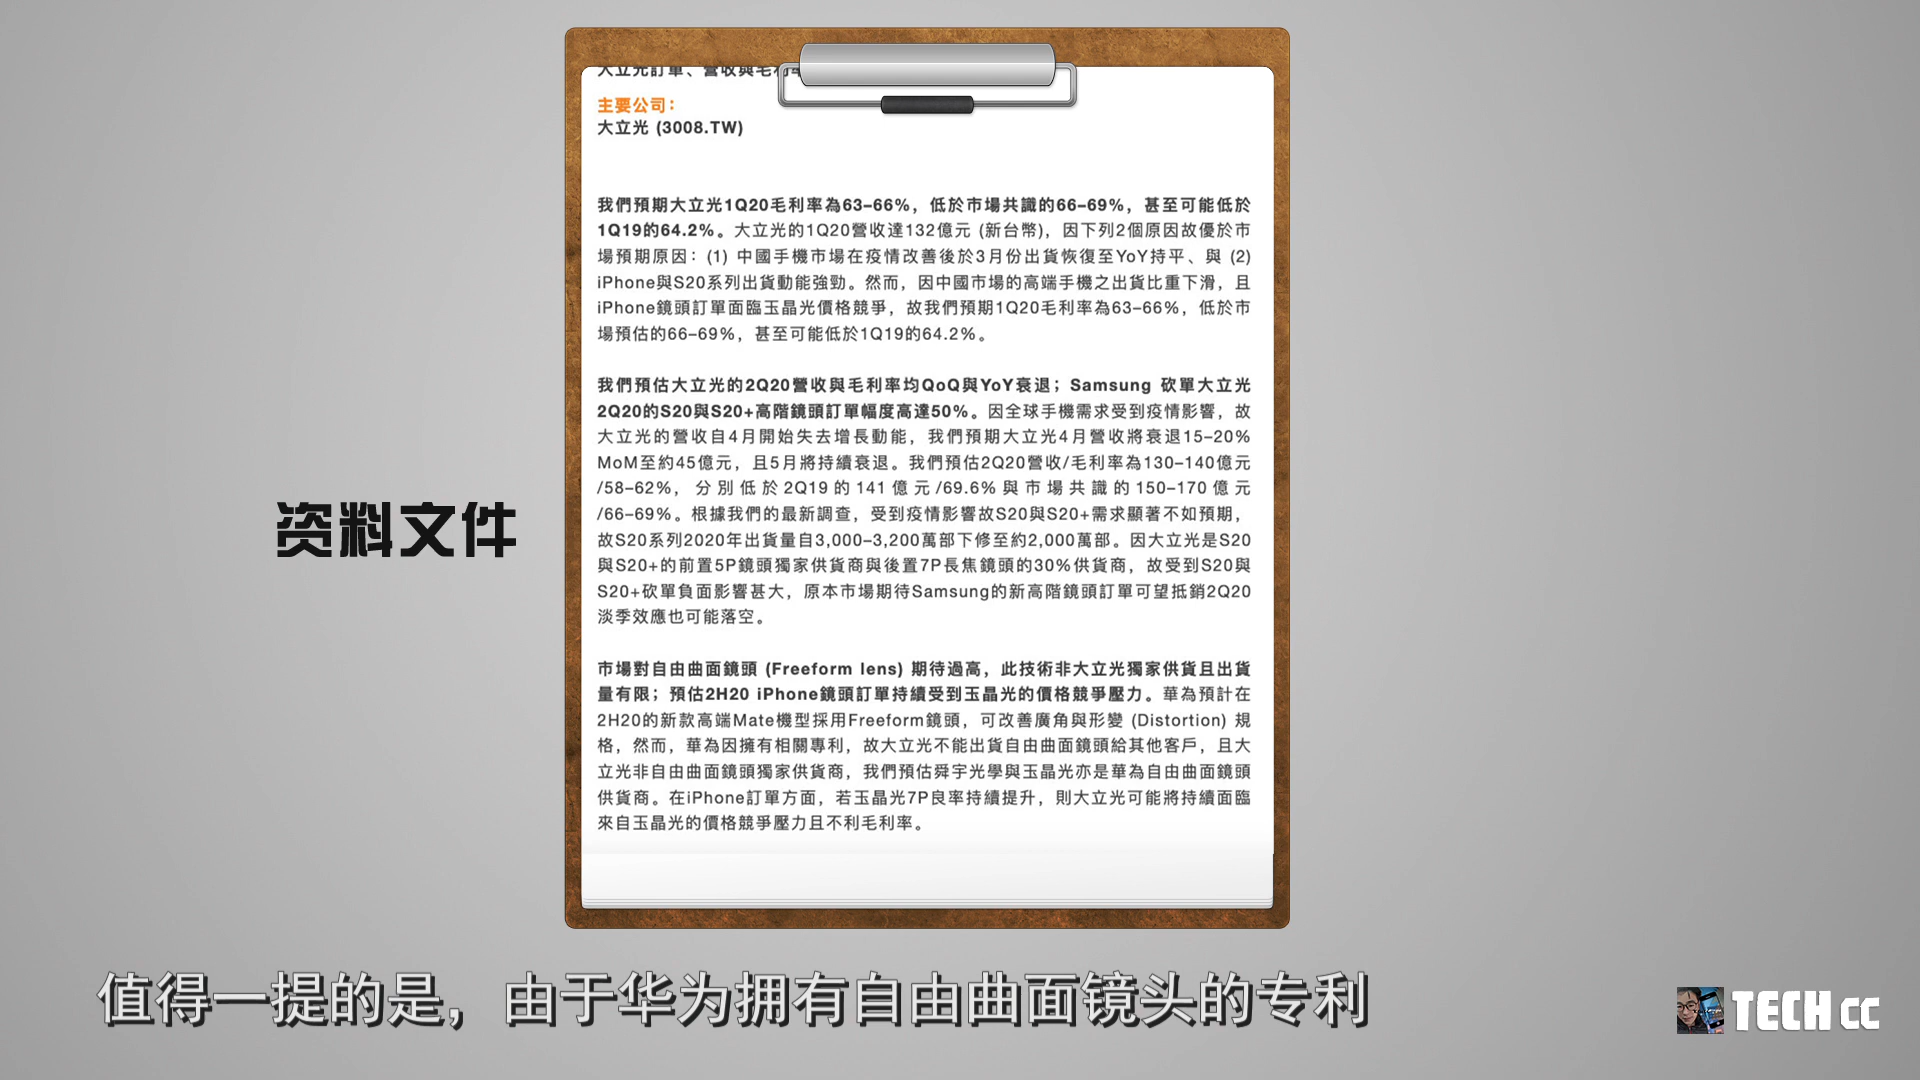 大立光訂單、營收與毛利率
主要公司：
大立光 (3008.TW)
我們預期大立光1Q20毛利率為63–66%，低於市場共識的66–69%，甚至可能低於
1Q19的64.2%。大立光的1Q20營收達132億元 (新台幣)，因下列2個原因故優於市
場預期原因：(1) 中國手機市場在疫情改善後於3月份出貨恢復至YoY持平、與 (2)
iPhone與S20系列出貨動能強勁。然而，因中國市場的高端手機之出貨比重下滑，且
iPhone鏡頭訂單面臨玉晶光價格競爭，故我們預期1Q20毛利率為63–66%，低於市
場預估的66–69%，甚至可能低於1Q19的64.2%。
我們預估大立光的2Q20營收與毛利率均QoQ與YoY衰退；Samsung 砍單大立光
2Q20的S20與S20+高階鏡頭訂單幅度高達50%。因全球手機需求受到疫情影響，故
大立光的營收自4月開始失去增長動能，我們預期大立光4月營收將衰退15–20%
MoM至約45億元，且5月將持續衰退。我們預估2Q20營收/毛利率為130–140億元
/58–62%，分別低於2Q19的141億元/69.6%與市場共識的150–170億元
/66–69%。根據我們的最新調查，受到疫情影響故S20與S20+需求顯著不如預期，
故S20系列2020年出貨量自3,000–3,200萬部下修至約2,000萬部。因大立光是S20
與S20+的前置5P鏡頭獨家供貨商與後置7P長焦鏡頭的30%供貨商，故受到S20與
S20+砍單負面影響甚大，原本市場期待Samsung的新高階鏡頭訂單可望抵銷2Q20
淡季效應也可能落空。
市場對自由曲面鏡頭 (Freeform lens) 期待過高，此技術非大立光獨家供貨且出貨
量有限；預估2H20 iPhone鏡頭訂單持續受到玉晶光的價格競爭壓力。華為預計在
2H20的新款高端Mate機型採用Freeform鏡頭，可改善廣角與形變 (Distortion) 規
格，然而，華為因擁有相關專利，故大立光不能出貨自由曲面鏡頭給其他客戶，且大
立光非自由曲面鏡頭獨家供貨商，我們預估舜宇光學與玉晶光亦是華為自由曲面鏡頭
供貨商。在iPhone訂單方面，若玉晶光7P良率持續提升，則大立光可能將持續面臨
來自玉晶光的價格競爭壓力且不利毛利率。
资料文件
值得一提的是，由于华为拥有自由曲面镜头的专利
TECH CC